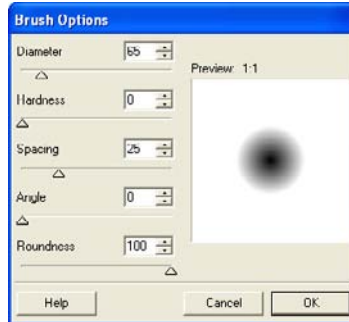 Brush Options
Diameter 65
Preview: 1:1
Hardness 0
Spacing 25
Angle 0
Roundness 100
Help Cancel OK